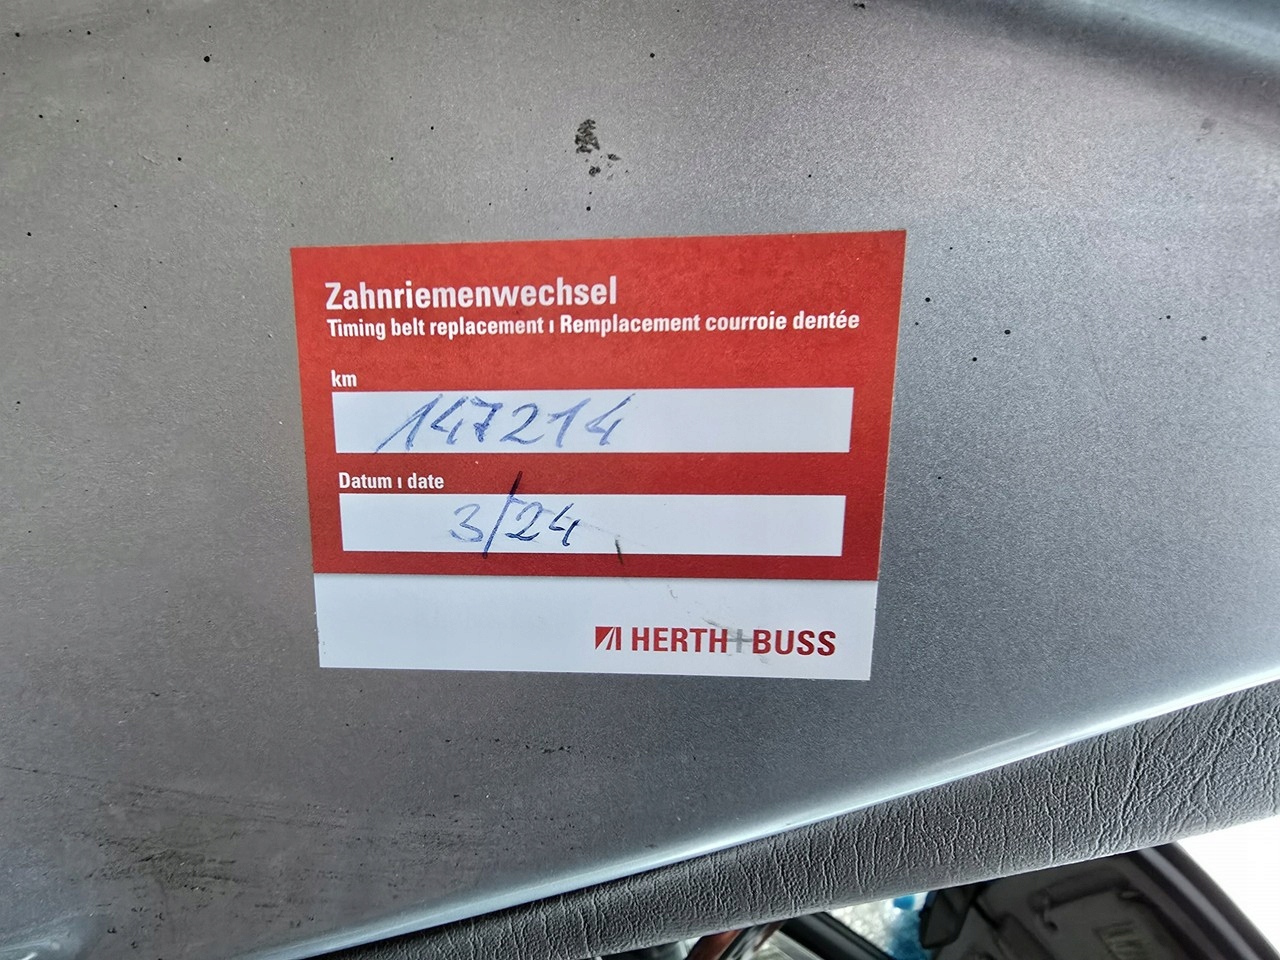 Zahnriemenwechsel
Timing belt replacement ı Remplacement courroie dentée
km
147214
Datum ı date
3/24
HERTH+BUSS